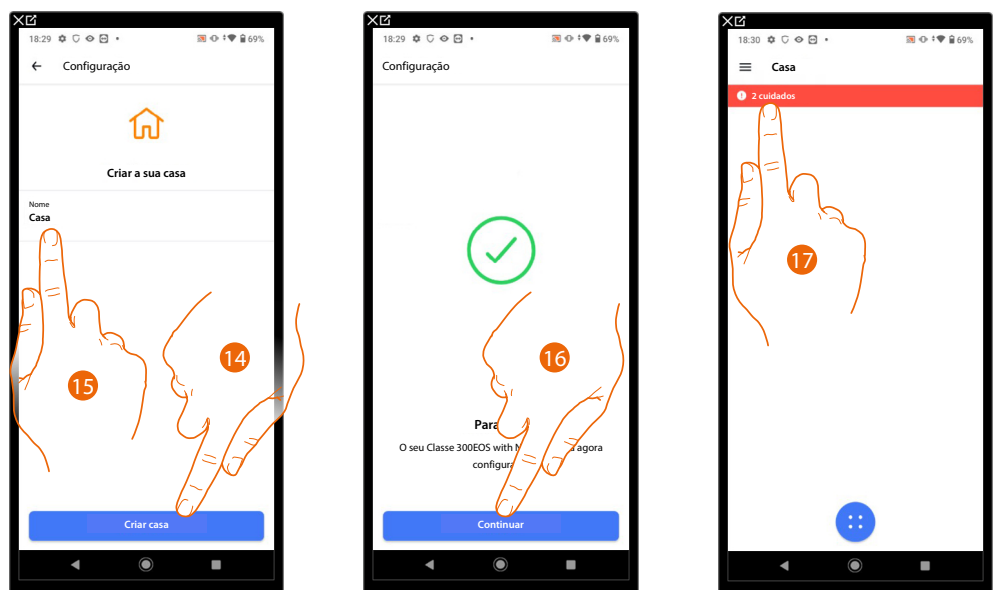 18:29
69%
Configuração
Criar a sua casa
Nome
Casa
15
14
Criar casa
18:29
69%
Configuração
16
O seu Classe 300EOS with
agora
Continuar
18:30
69%
Casa
2 cuidados
17